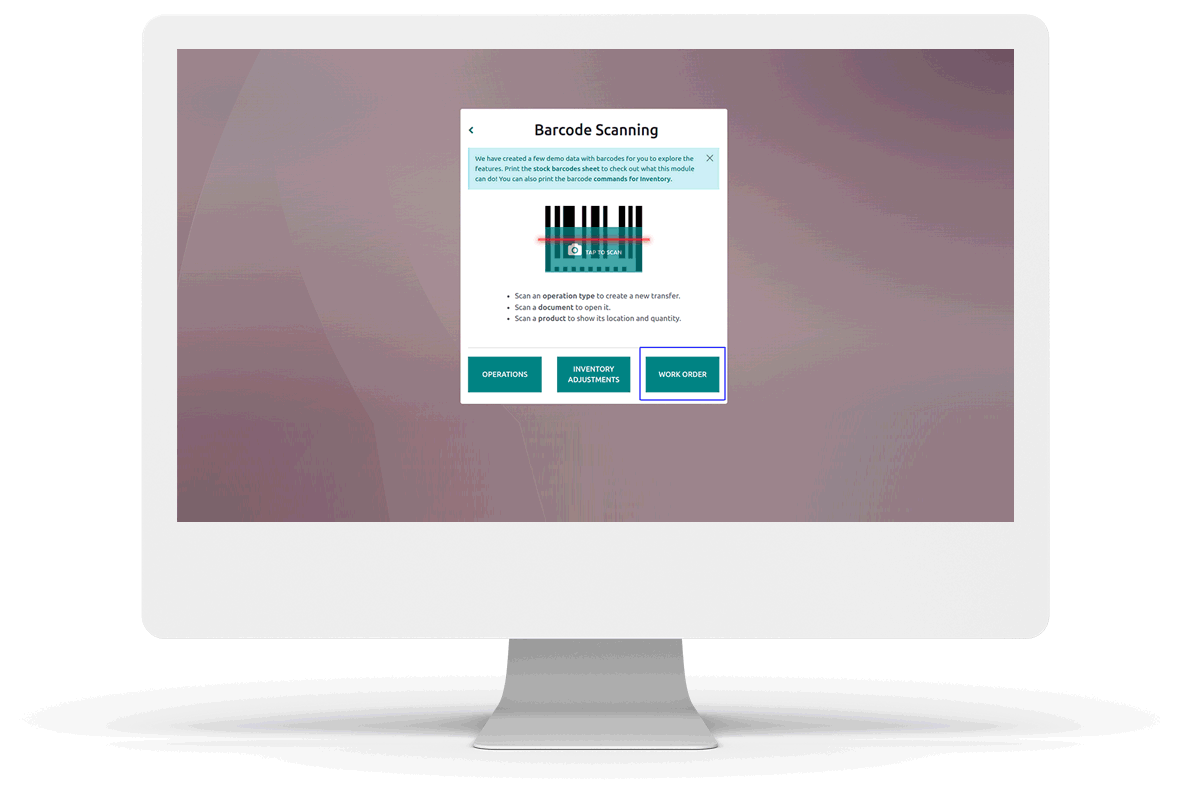 Barcode Scanning
We have created a few demo data with barcodes for you to explore the
features. Print the stock barcodes sheet to check out what this module
can do! You can also print the barcode commands for Inventory.
TAP TO SCAN
• Scan an operation type to create a new transfer.
• Scan a document to open it.
• Scan a product to show its location and quantity.
OPERATIONS
INVENTORY
ADJUSTMENTS
WORK ORDER